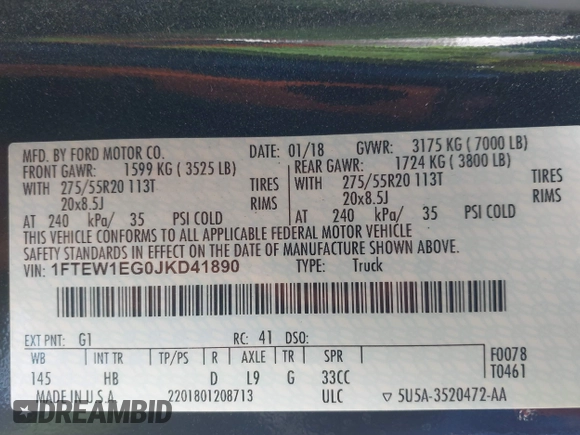 MFD. BY FORD MOTOR CO. DATE: 01/18 GVWR: 3175 KG ( 7000 LB)
FRONT GAWR: 1599 KG ( 3525 LB) REAR GAWR: 1724 KG ( 3800 LB)
WITH 275/55R20 113T TIRES WITH 275/55R20 113T TIRES
20x8.5J RIMS 20x8.5J RIMS
AT 240 kPa/ 35 PSI COLD AT 240 kPa/ 35 PSI COLD
THIS VEHICLE CONFORMS TO ALL APPLICABLE FEDERAL MOTOR VEHICLE
SAFETY STANDARDS IN EFFECT ON THE DATE OF MANUFACTURE SHOWN ABOVE.
VIN: 1FTEW1EG0JKD41890 TYPE: Truck
EXT PNT: G1 RC: 41 DSO:
WB INT TR TP/PS R AXLE TR SPR F0078
145 HB D L9 G 33CC T0461
MADE IN U.S.A 2201801208713 ULC ▽ 5U5A-3520472-AA
DREAMBID